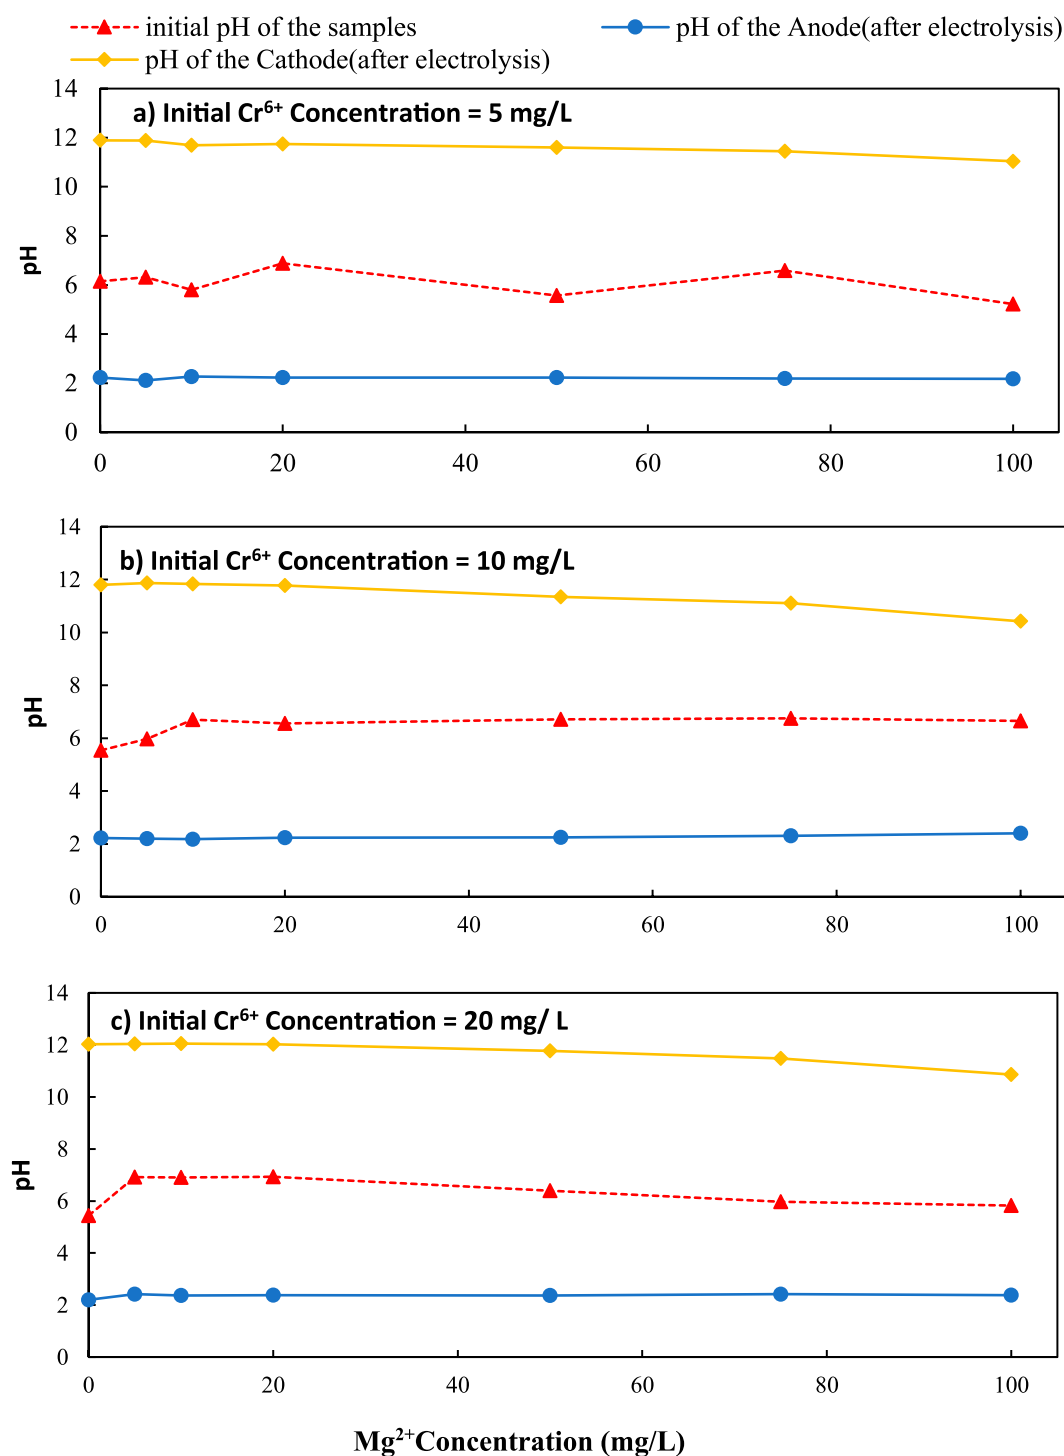 initial pH of the samples
pH of the Anode(after electrolysis)
pH of the Cathode(after electrolysis)
a) Initial Cr⁶⁺ Concentration = 5 mg/L
14
12
10
8
6
4
2
0
pH
0 20 40 60 80 100
b) Initial Cr⁶⁺ Concentration = 10 mg/L
14
12
10
8
6
4
2
0
pH
0 20 40 60 80 100
c) Initial Cr⁶⁺ Concentration = 20 mg/ L
14
12
10
8
6
4
2
0
pH
0 20 40 60 80 100
Mg²⁺Concentration (mg/L)